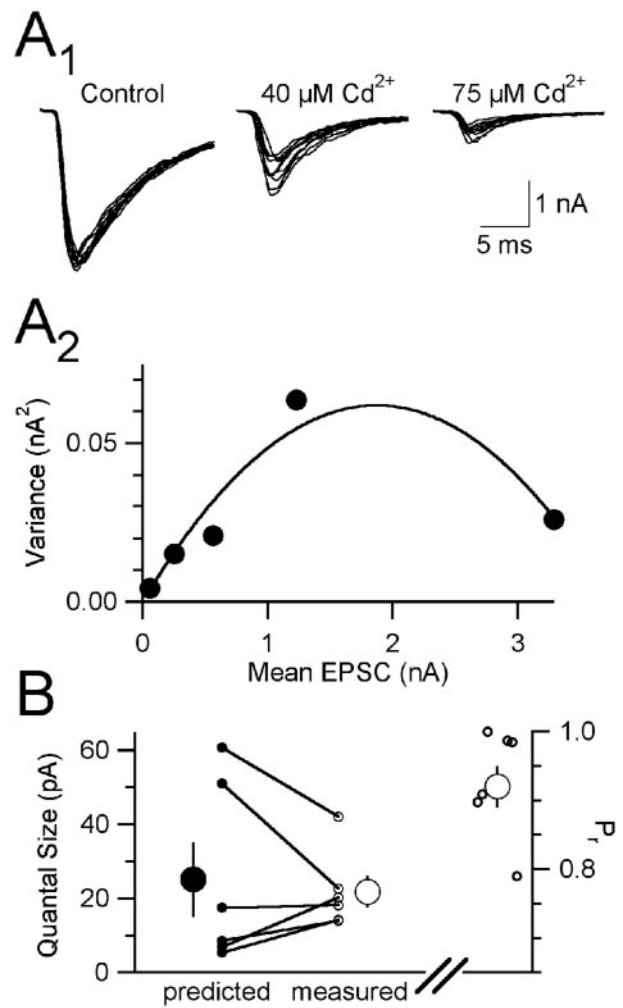 A1
Control
40 μM Cd2+
75 μM Cd2+
1 nA
5 ms
A2
Variance (nA2)
0.05
0.00
0
1
2
3
Mean EPSC (nA)
B
Quantal Size (pA)
60
40
20
0
predicted
measured
1.0
0.8
Pr